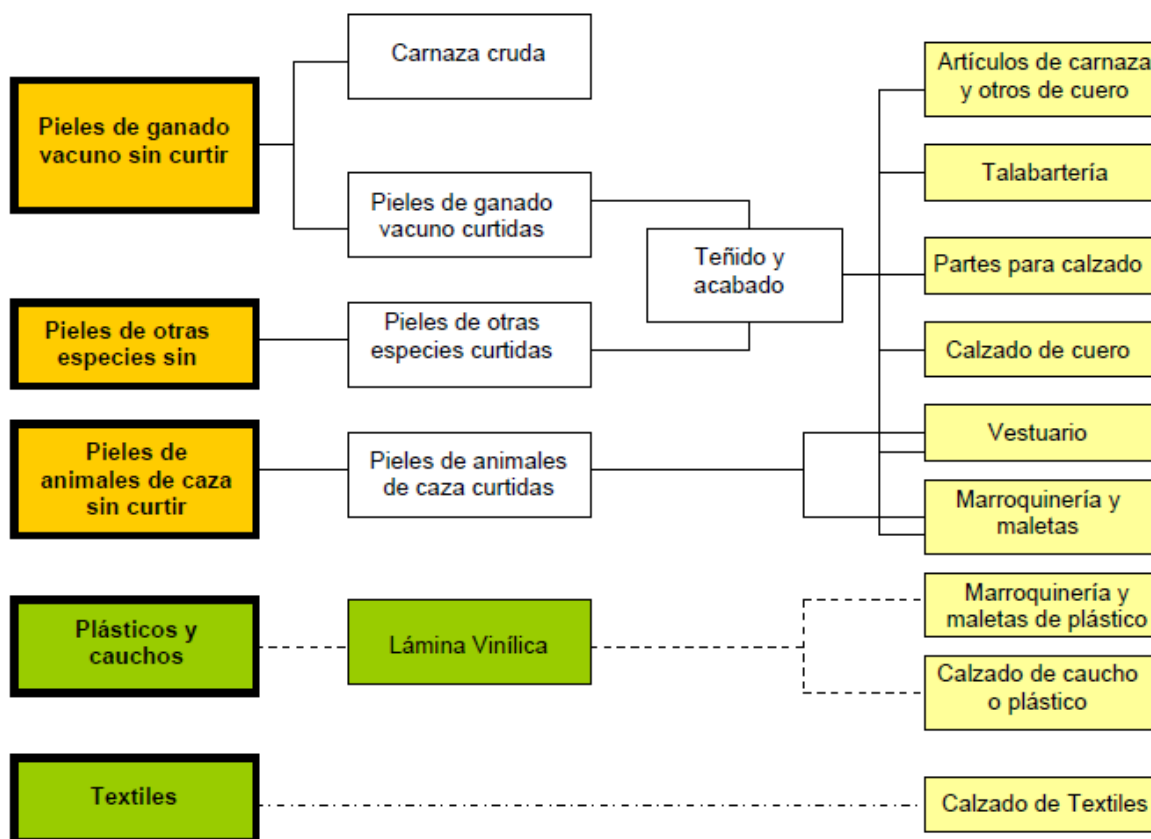 Carnaza cruda
Pieles de ganado
vacuno sin curtir
Pieles de ganado
vacuno curtidas
Teñido y
acabado
Pieles de otras
especies sin
Pieles de otras
especies curtidas
Pieles de
animales de caza
sin curtir
Pieles de animales
de caza curtidas
Plásticos y
cauchos
Lámina Vinílica
Textiles
Artículos de carnaza
y otros de cuero
Talabartería
Partes para calzado
Calzado de cuero
Vestuario
Marroquinería y
maletas
Marroquinería y
maletas de plástico
Calzado de caucho
o plástico
Calzado de Textiles